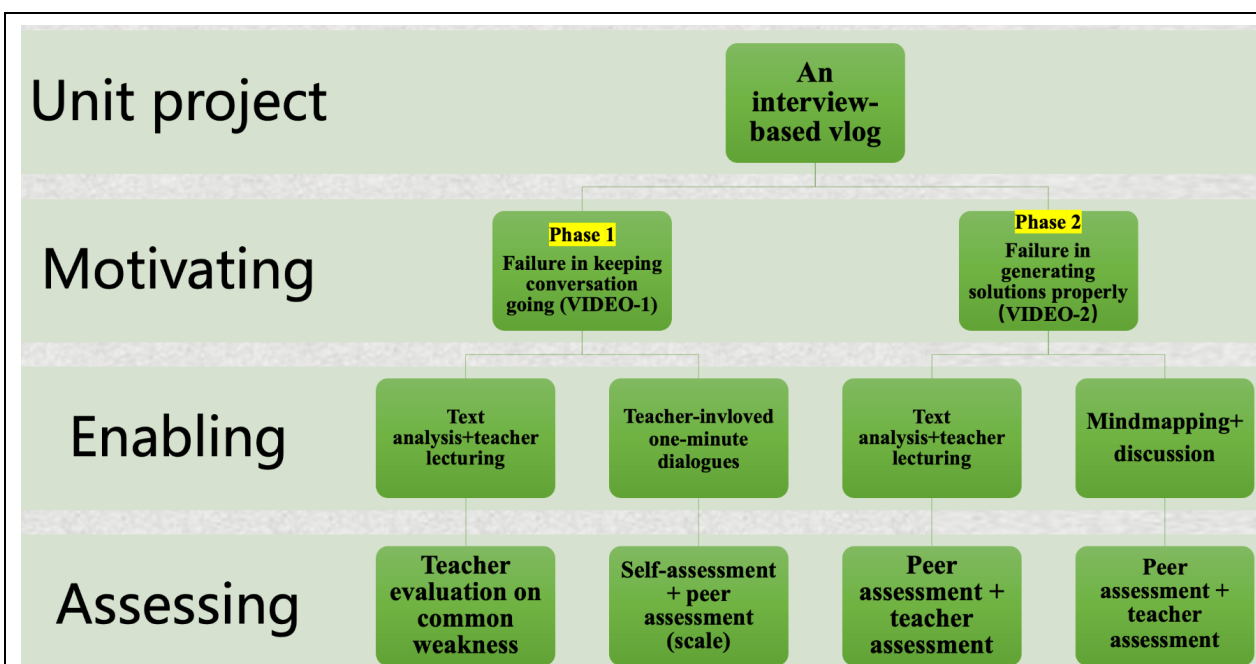 Unit project
An
interview-
based vlog
Motivating
Phase 1
Failure in keeping
conversation
going (VIDEO-1)
Phase 2
Failure in
generating
solutions properly
(VIDEO-2)
Enabling
Text
analysis+teacher
lecturing
Teacher-invloved
one-minute
dialogues
Text
analysis+teacher
lecturing
Mindmapping+
discussion
Assessing
Teacher
evaluation on
common
weakness
Self-assessment
+ peer
assessment
(scale)
Peer
assessment +
teacher
assessment
Peer
assessment +
teacher
assessment